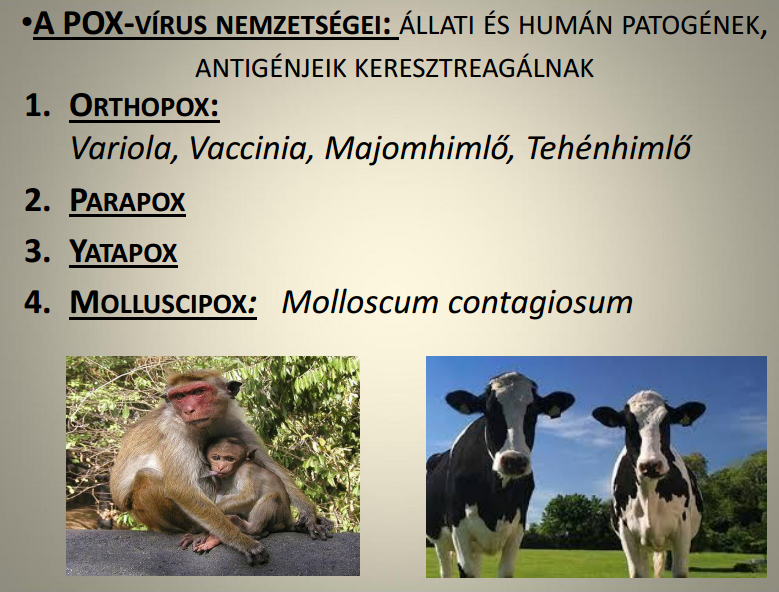 •A POX-VÍRUS NEMZETSÉGEI: ÁLLATI ÉS HUMÁN PATOGÉNEK,
ANTIGÉNJEIK KERESZTREAGÁLNAK
1. ORTHOPOX:
Variola, Vaccinia, Majomhimlő, Tehénhimlő
2. PARAPOX
3. YATAPOX
4. MOLLUSCIPOX: Molloscum contagiosum